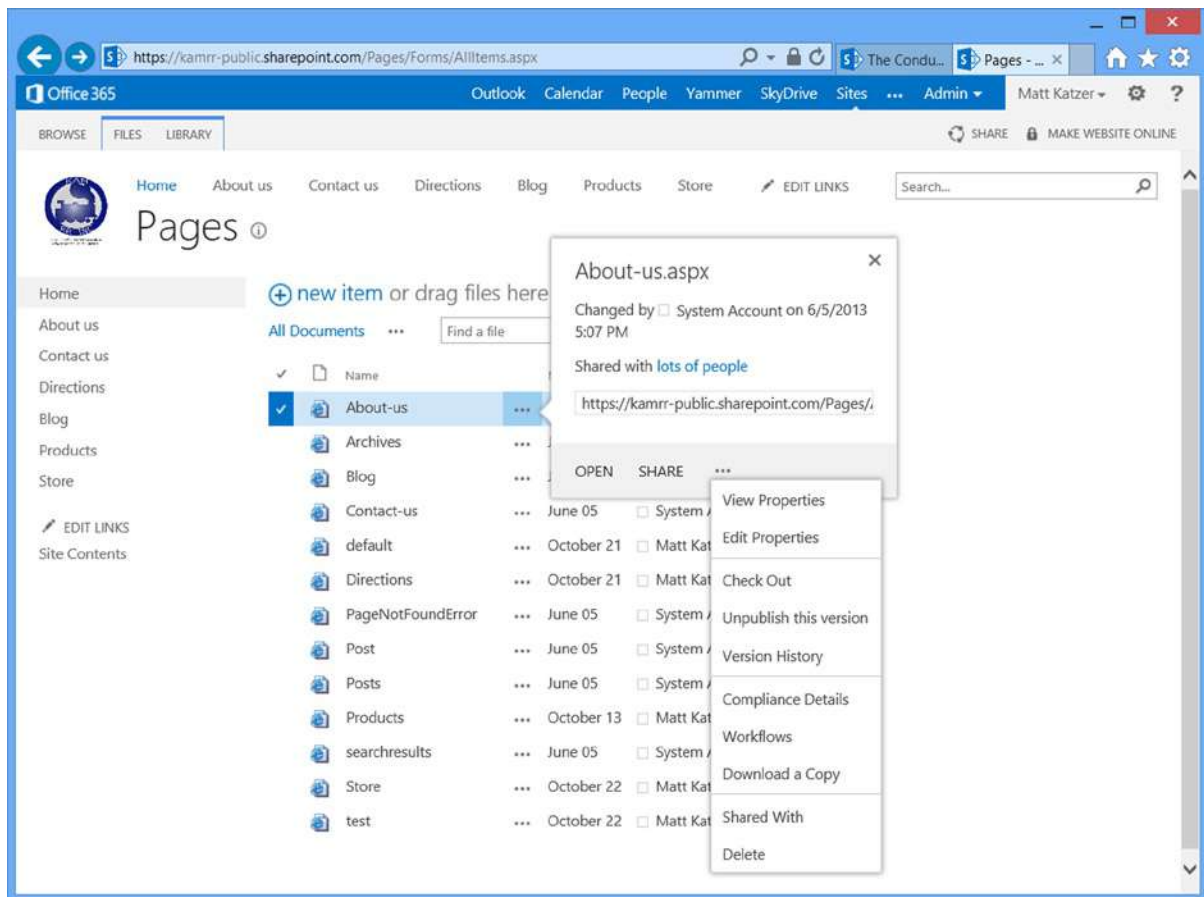 https://kamrr-public.sharepoint.com/Pages/Forms/AllItems.aspx
The Condu...
Pages - ...
Office 365
Outlook Calendar People Yammer SkyDrive Sites ... Admin Matt Katzer ?
BROWSE FILES LIBRARY
SHARE MAKE WEBSITE ONLINE
Home About us Contact us Directions Blog Products Store EDIT LINKS
Search...
Pages
Home
About us
Contact us
Directions
Blog
Products
Store
EDIT LINKS
Site Contents
new item or drag files here
All Documents ... Find a file
Name
About-us ...
Archives ...
Blog ...
Contact-us ... June 05 System
default ... October 21 Matt Kat
Directions ... October 21 Matt Kat
PageNotFoundError ... June 05 System
Post ... June 05 System
Posts ... June 05 System
Products ... October 13 Matt Kat
searchresults ... June 05 System
Store ... October 22 Matt Kat
test ... October 22 Matt Kat
About-us.aspx
Changed by System Account on 6/5/2013
5:07 PM
Shared with lots of people
https://kamrr-public.sharepoint.com/Pages/
OPEN SHARE ...
View Properties
Edit Properties
Check Out
Unpublish this version
Version History
Compliance Details
Workflows
Download a Copy
Shared With
Delete